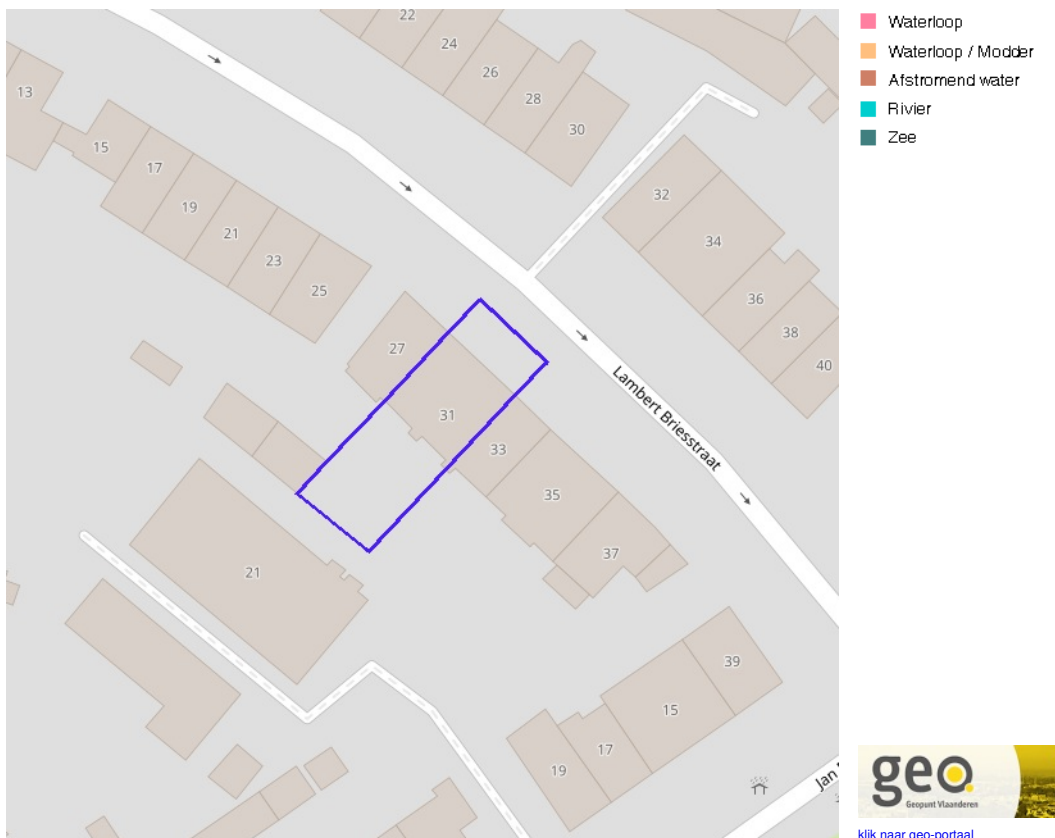 22
24
26
28
30
13
15
17
19
21
23
25
32
34
36
38
40
27
31
33
35
37
21
39
15
17
19
Lambert Briesstraat
Jan
Waterloop
Waterloop / Modder
Afstromend water
Rivier
Zee
geo.
Geopunt Vlaanderen
klik naar geo-portaal